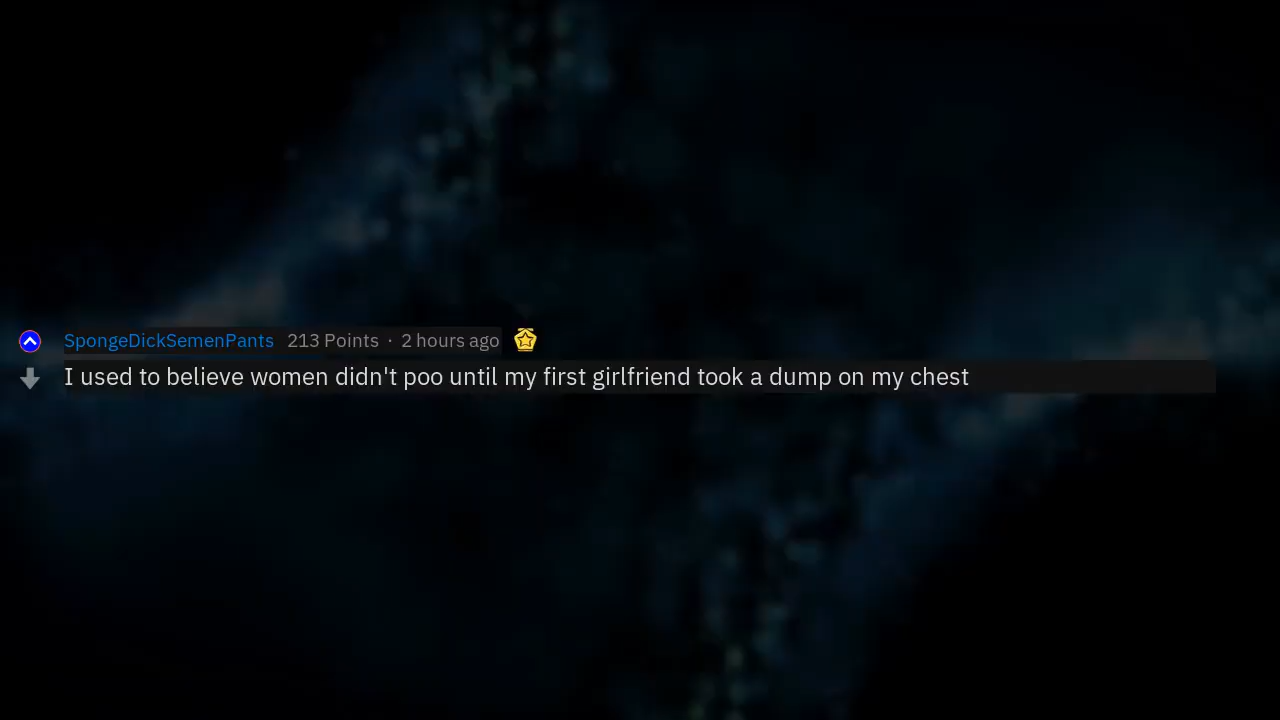 SpongeDickSemenPants 213 Points · 2 hours ago
I used to believe women didn't poo until my first girlfriend took a dump on my chest